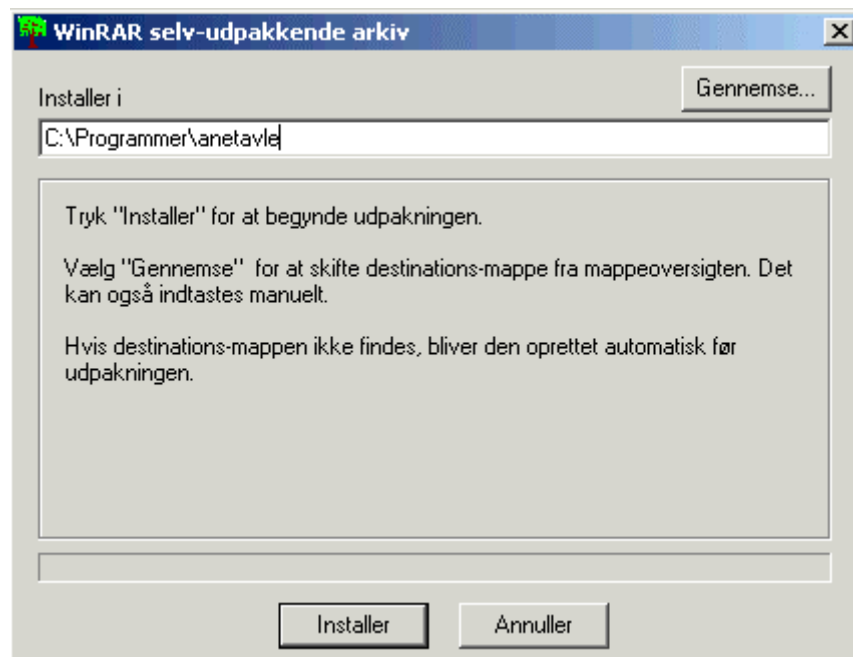 WinRAR selv-udpakkende arkiv
Installer i
Gennemse...
C:\Programmer\anetavle
Tryk "Installer" for at begynde udpakningen.
Vælg "Gennemse"  for at skifte destinations-mappe fra mappeoversigten. Det
kan også indtastes manuelt.
Hvis destinations-mappen ikke findes, bliver den oprettet automatisk før
udpakningen.
Installer
Annuller